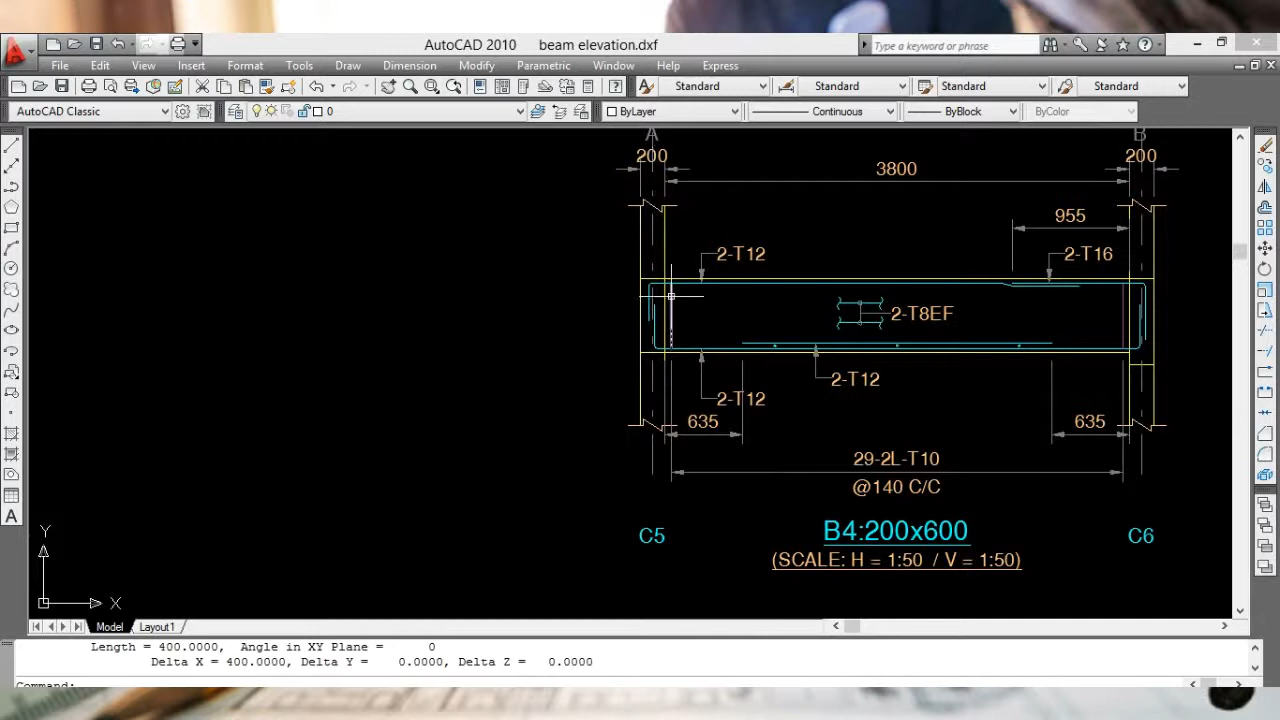 AutoCAD 2010 beam elevation.dxf
Type a keyword or phrase
File Edit View Insert Format Tools Draw Dimension Modify Parametric Window Help Express
Standard Standard Standard Standard
AutoCAD Classic 0 ByLayer Continuous ByBlock ByColor
A B
200 3800 200
955
2-T12 2-T16
2-T8EF
2-T12
2-T12
635 635
29-2L-T10
@140 C/C
C5 B4:200x600 C6
(SCALE: H = 1:50 / V = 1:50)
Y
X
A
Model Layout1
Length = 400.0000, Angle in XY Plane = 0
Delta X = 400.0000, Delta Y = 0.0000, Delta Z = 0.0000
Command: